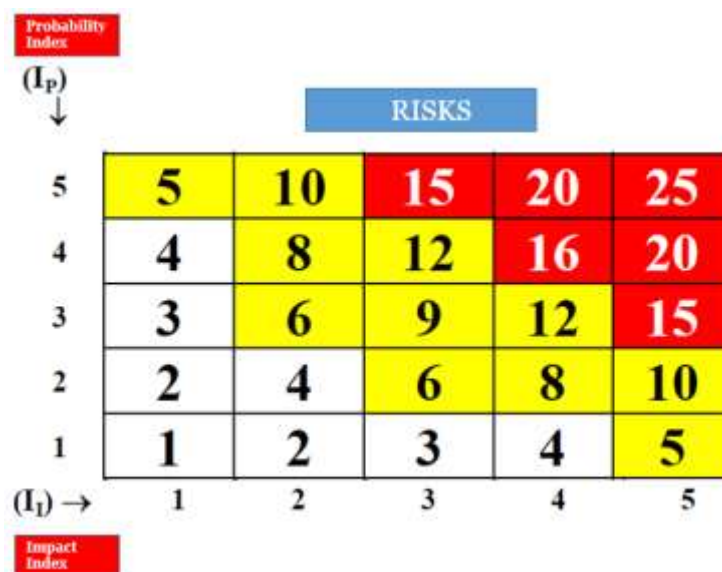 Probability
Index
(I_P)
↓
RISKS
5 5 10 15 20 25
4 4 8 12 16 20
3 3 6 9 12 15
2 2 4 6 8 10
1 1 2 3 4 5
(I_I) → 1 2 3 4 5
Impact
Index